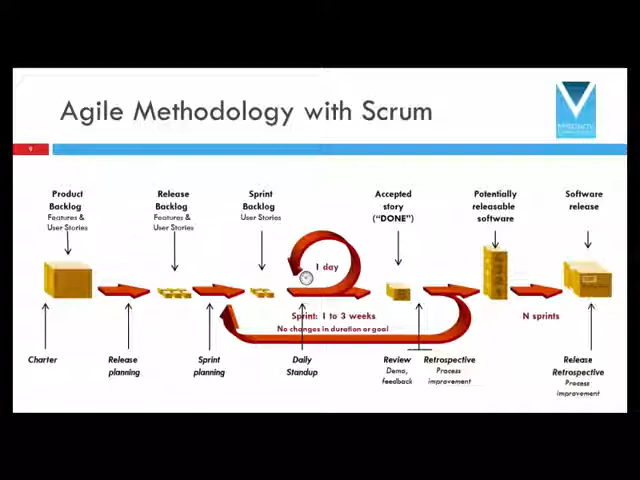 Agile Methodology with Scrum
9
Product
Backlog
Features &
User Stories
Release
Backlog
Features &
User Stories
Sprint
Backlog
User Stories
Accepted
story
("DONE")
Potentially
releasable
software
Software
release
1 day
Sprint: 1 to 3 weeks
No changes in duration or goal
N sprints
Charter
Release
planning
Sprint
planning
Daily
Standup
Review
Demo,
feedback
Retrospective
Process
improvement
Release
Retrospective
Process
improvement